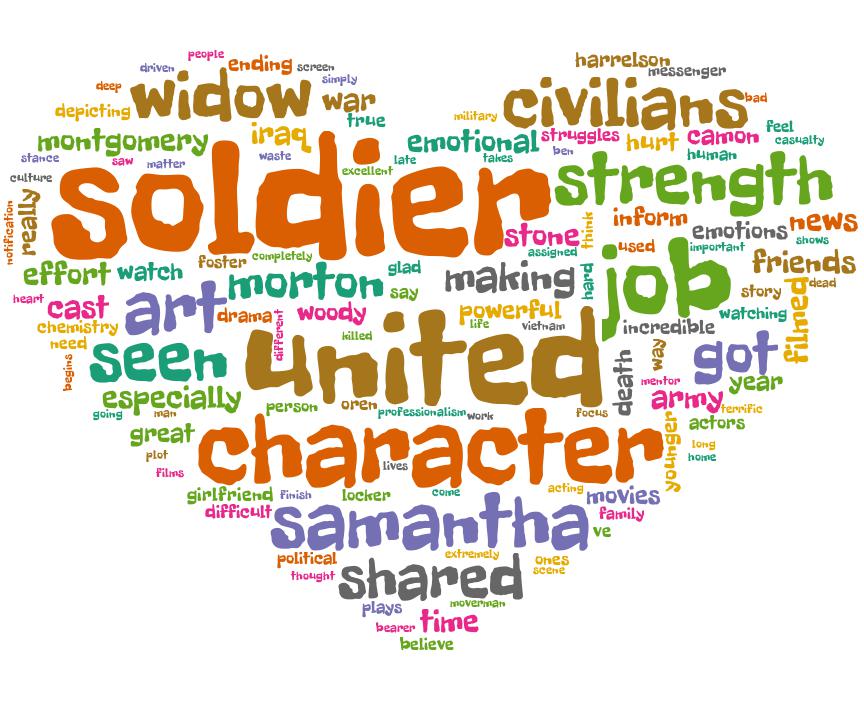 people
driven
ending
screen
harrelson
messenger
deep
widow
simply
war
civilians
bad
depicting
true
military
montgomery
iraq
emotional
struggles
hurt
camon
feel
casualty
stance
saw
matter
waste
soldier
excellent
late
takes
ben
human
strength
culture
really
notification
stone
think
inform
emotions
news
assigned
used
important
shows
effort
watch
foster
completely
glad
morton
say
making
hard
job
friends
story
dead
filmed
heart
cast
art
drama
different
woody
powerful
life
vietnam
incredible
watching
chemistry
need
killed
united
seen
begins
death
way
got
mentor
year
especially
person
oren
professionalism
work
focus
army
terrific
going
man
great
character
younger
actors
plot
films
lives
long
home
girlfriend
finish
locker
come
acting
movies
difficult
samantha
family
ve
political
extremely
ones
scene
thought
shared
plays
moverman
bearer
time
believe